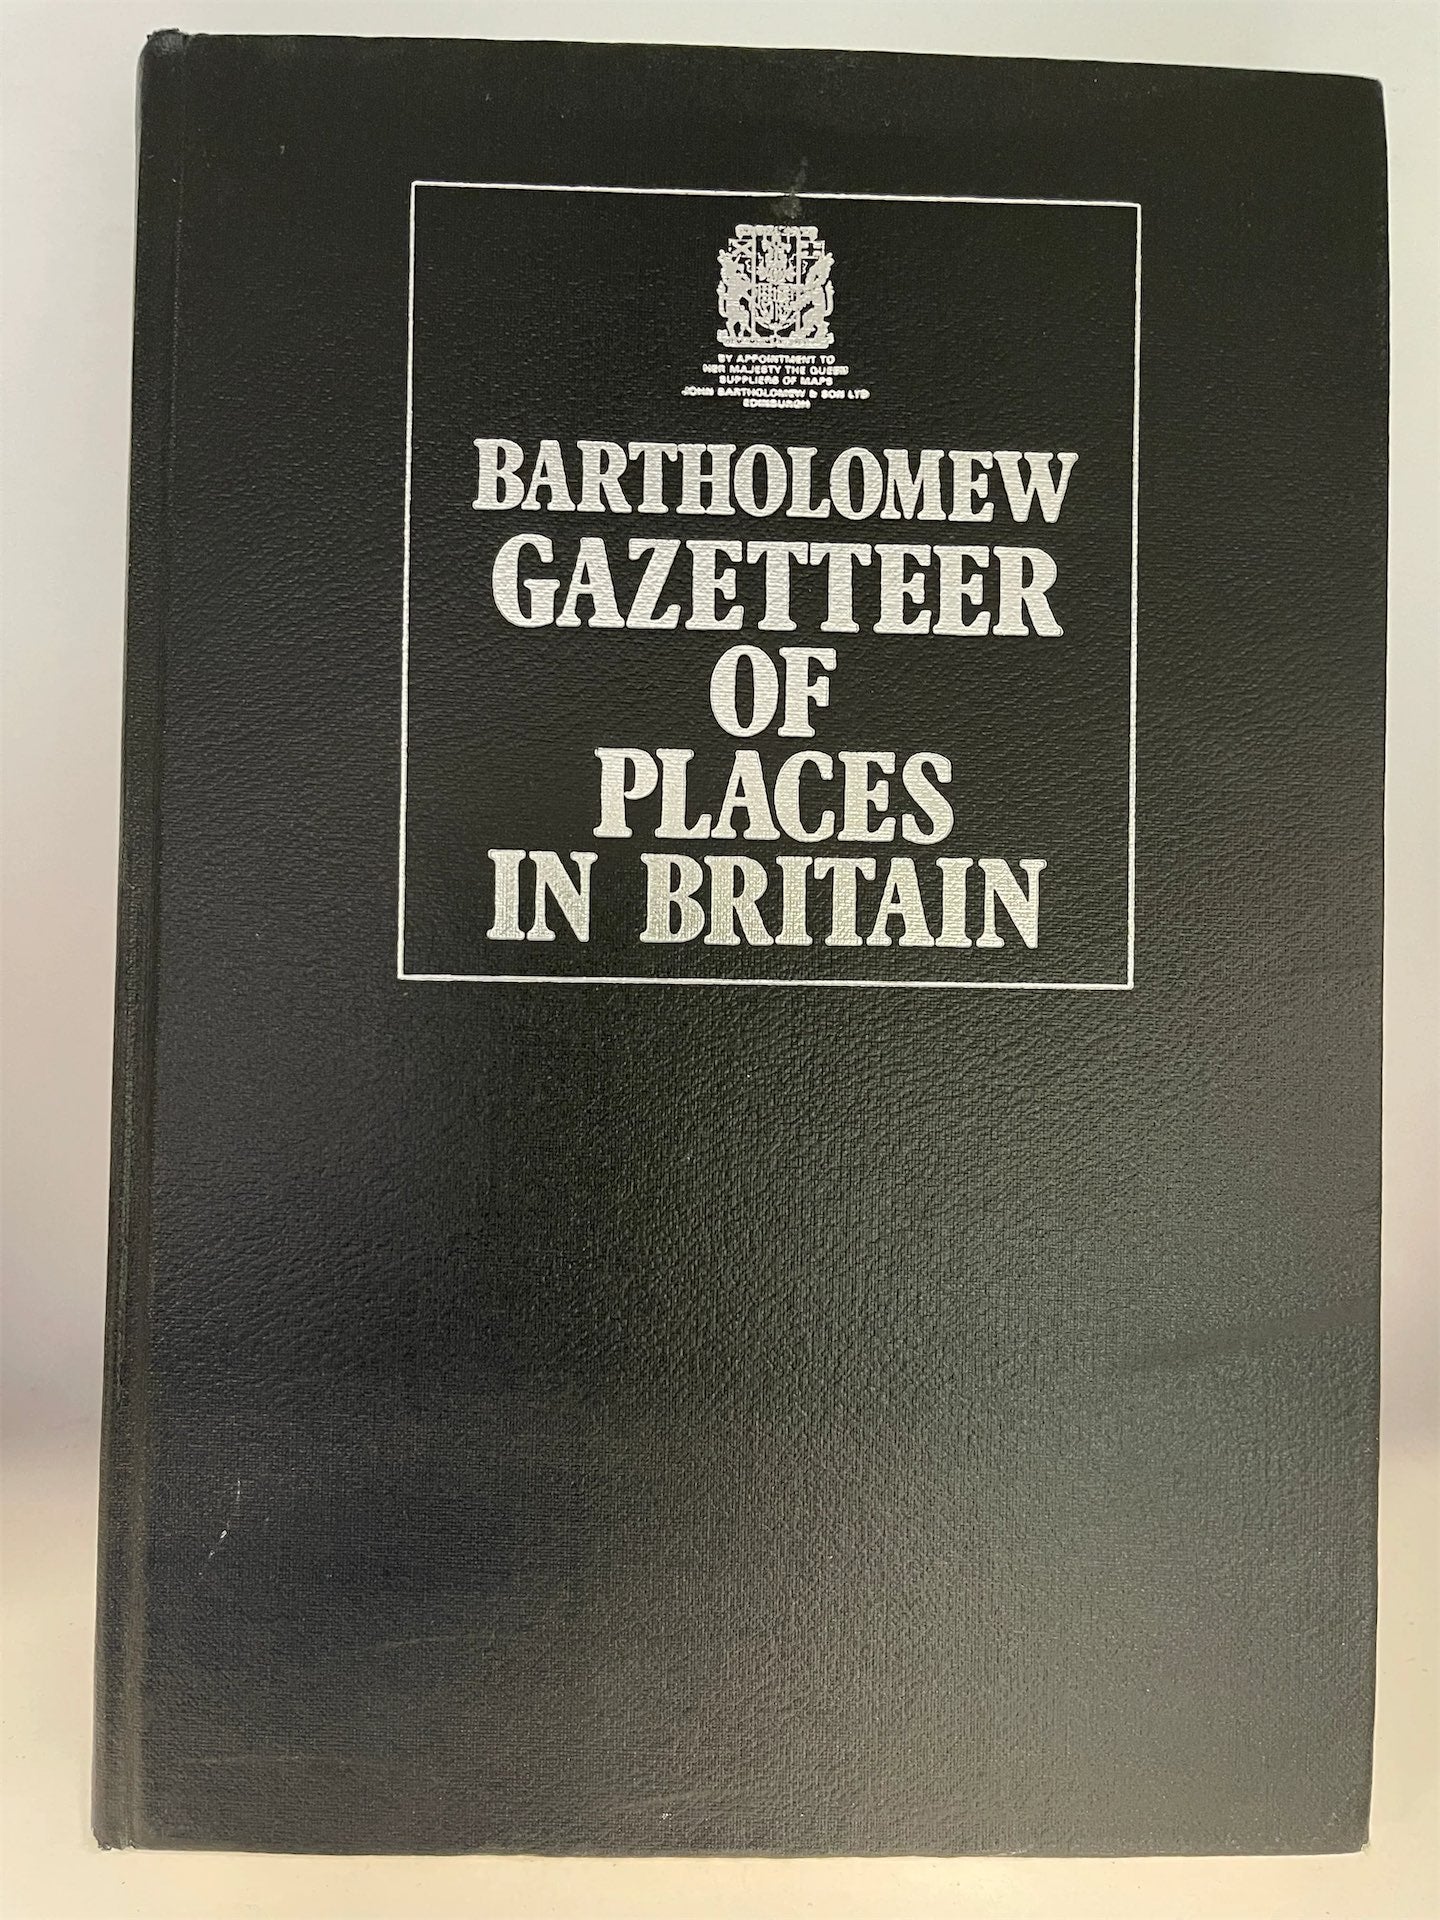 BY APPOINTMENT TO
HER MAJESTY THE QUEEN
SUPPLIERS OF MAPS
JOHN BARTHOLOMEW & SON LTD
EDINBURGH
BARTHOLOMEW
GAZETTEER
OF
PLACES
IN BRITAIN